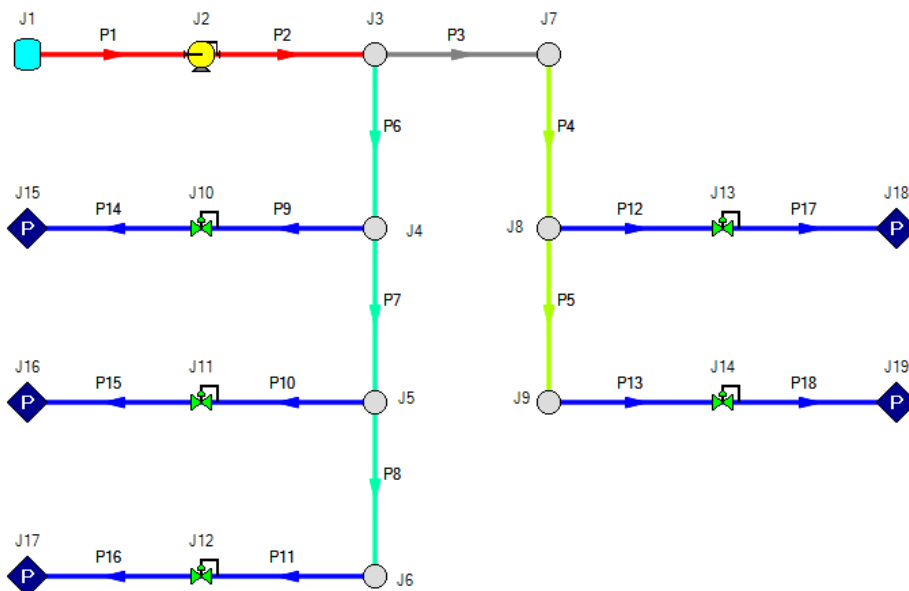 J1 J2 J3 J7
P1 P2 P3
P6 P4
J15 J10 J13 J18
P14 P9 P12 P17
P J4 J8 P
P7 P5
J16 J11 J14 J19
P15 P10 P13 P18
P J5 J9 P
P8
J17 J12
P16 P11
P J6